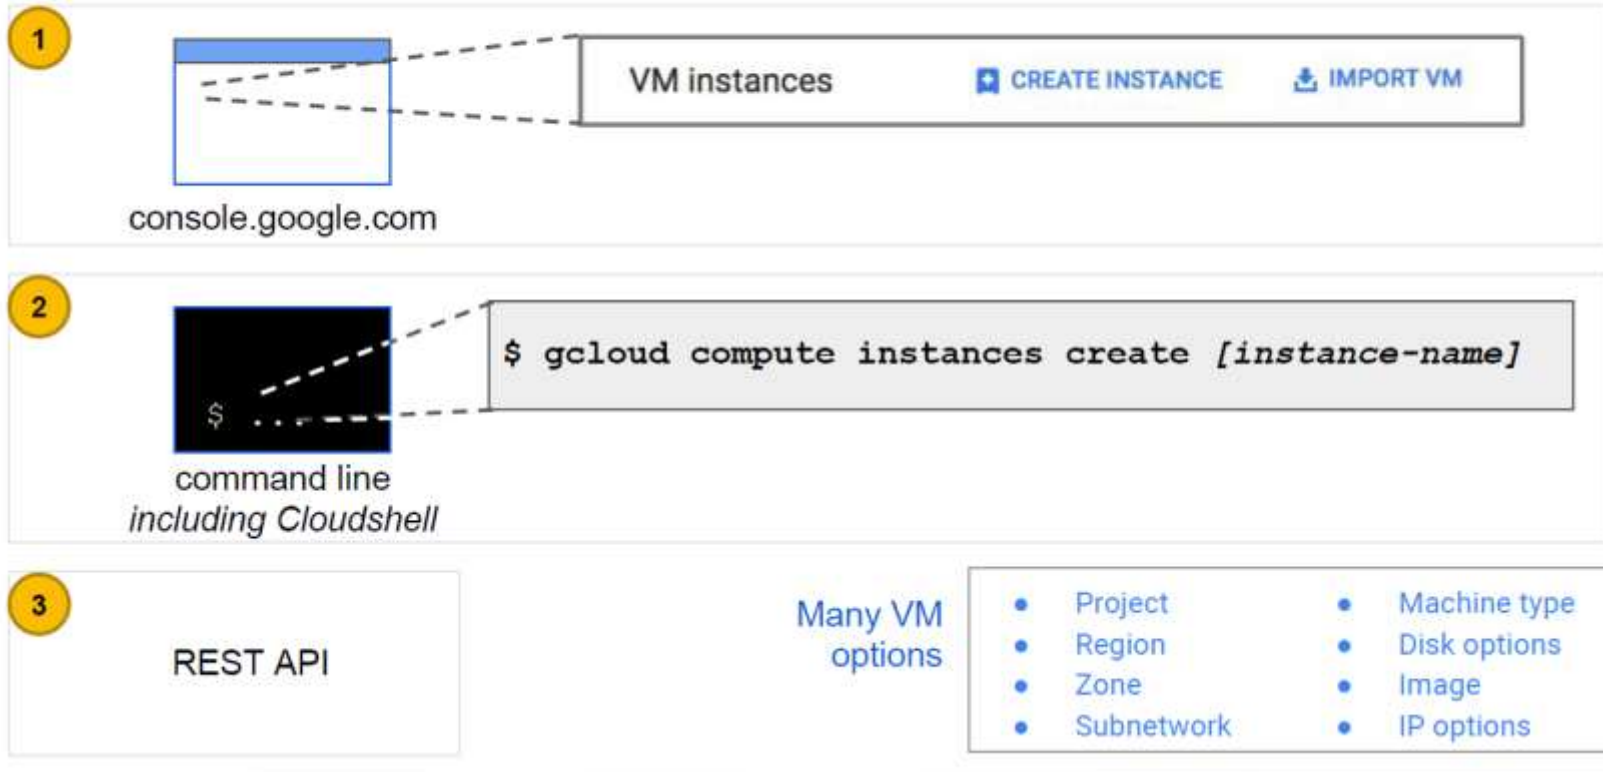 1
VM instances CREATE INSTANCE IMPORT VM
console.google.com
2
$ gcloud compute instances create [instance-name]
$ ...
command line
including Cloudshell
3
REST API
Many VM
options
• Project
• Region
• Zone
• Subnetwork
• Machine type
• Disk options
• Image
• IP options